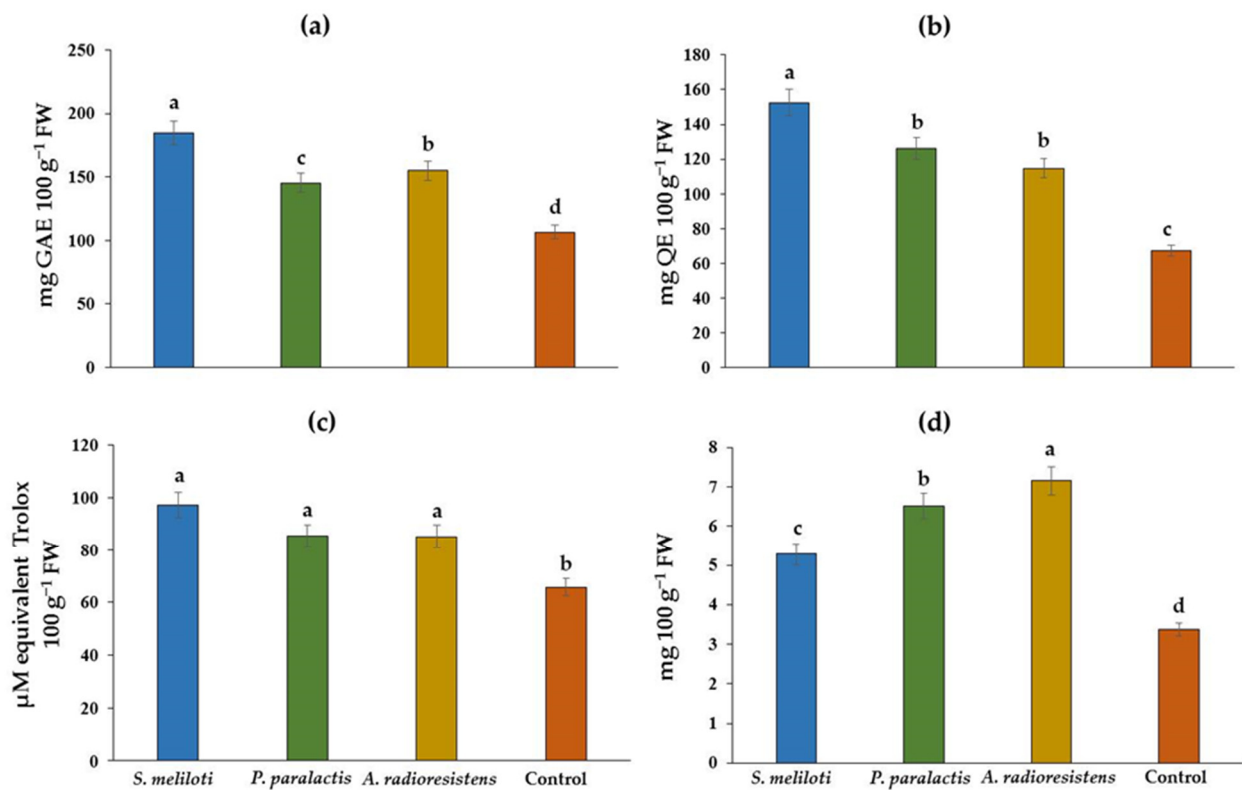 (a)
mg GAE 100 g⁻¹ FW
250
200
150
100
50
0
a
c
b
d
(b)
mg QE 100 g⁻¹ FW
180
160
140
120
100
80
60
40
20
0
a
b
b
c
(c)
µM equivalent Trolox
100 g⁻¹ FW
120
100
80
60
40
20
0
a
a
a
b
S. meliloti P. paralactis A. radioresistens Control
(d)
mg 100 g⁻¹ FW
8
7
6
5
4
3
2
1
0
c
b
a
d
S. meliloti P. paralactis A. radioresistens Control